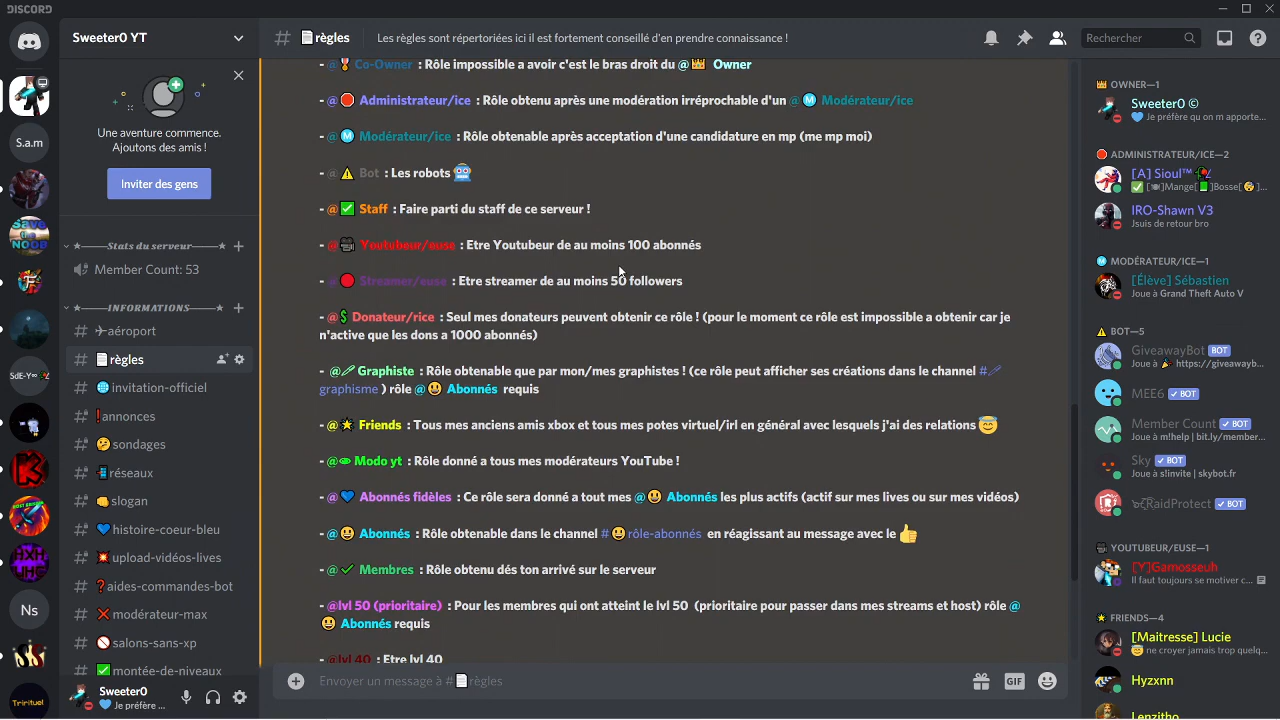 DISCORD
Sweeter0 YT
Une aventure commence.
Ajoutons des amis !
Inviter des gens
★——Stats du serveur——★
Member Count: 53
★——INFORMATIONS——★
✈aéroport
règles
invitation-officiel
annonces
sondages
réseaux
slogan
histoire-coeur-bleu
upload-vidéos-lives
aides-commandes-bot
modérateur-max
salons-sans-xp
montée-de-niveaux
Sweeter0
Je préfère ...
S.a.m
Save the NOOB
SdE-Y∞
Ns
Trirituel
# règles
Les règles sont répertoriées ici il est fortement conseillé d'en prendre connaissance !
Rechercher
- @ Co-Owner : Rôle impossible a avoir c'est le bras droit du @ Owner
- @ Administrateur/ice : Rôle obtenu après une modération irréprochable d'un @ Modérateur/ice
- @ Modérateur/ice : Rôle obtenable après acceptation d'une candidature en mp (me mp moi)
- @ Bot : Les robots
- @ Staff : Faire parti du staff de ce serveur !
- @ Youtubeur/euse : Etre Youtubeur de au moins 100 abonnés
- @ Streamer/euse : Etre streamer de au moins 50 followers
- @ Donateur/rice : Seul mes donateurs peuvent obtenir ce rôle ! (pour le moment ce rôle est impossible a obtenir car je
n'active que les dons a 1000 abonnés)
- @ Graphiste : Rôle obtenable que par mon/mes graphistes ! (ce rôle peut afficher ses créations dans le channel #
graphisme ) rôle @ Abonnés requis
- @ Friends : Tous mes anciens amis xbox et tous mes potes virtuel/irl en général avec lesquels j'ai des relations
- @ Modo yt : Rôle donné a tous mes modérateurs YouTube !
- @ Abonnés fidèles : Ce rôle sera donné a tout mes @ Abonnés les plus actifs (actif sur mes lives ou sur mes vidéos)
- @ Abonnés : Rôle obtenable dans le channel # rôle-abonnés en réagissant au message avec le
- @ Membres : Rôle obtenu dés ton arrivé sur le serveur
- @lvl 50 (prioritaire) : Pour les membres qui ont atteint le lvl 50 (prioritaire pour passer dans mes streams et host) rôle @
Abonnés requis
- @lvl 40 : Etre lvl 40
Envoyer un message à # règles
GIF
OWNER—1
Sweeter0 ©
Je préfère qu on m apporte...
ADMINISTRATEUR/ICE—2
[A] Sioul™
Mange Bosse[...
IRO-Shawn V3
Jsuis de retour bro
MODÉRATEUR/ICE—1
[Élève] Sébastien
Joue à Grand Theft Auto V
BOT—5
GiveawayBot BOT
Joue à https://giveawayb...
MEE6 ✔ BOT
Member Count ✔ BOT
Joue à m!help | bit.ly/member...
Sky ✔ BOT
Joue à s!invite | skybot.fr
RaidProtect ✔ BOT
YOUTUBEUR/EUSE—1
[Y]Gamosseuh
Il faut toujours se motiver c...
FRIENDS—4
[Maitresse] Lucie
ne croyer jamais trop quelq...
Hyzxnn
Lenzitho